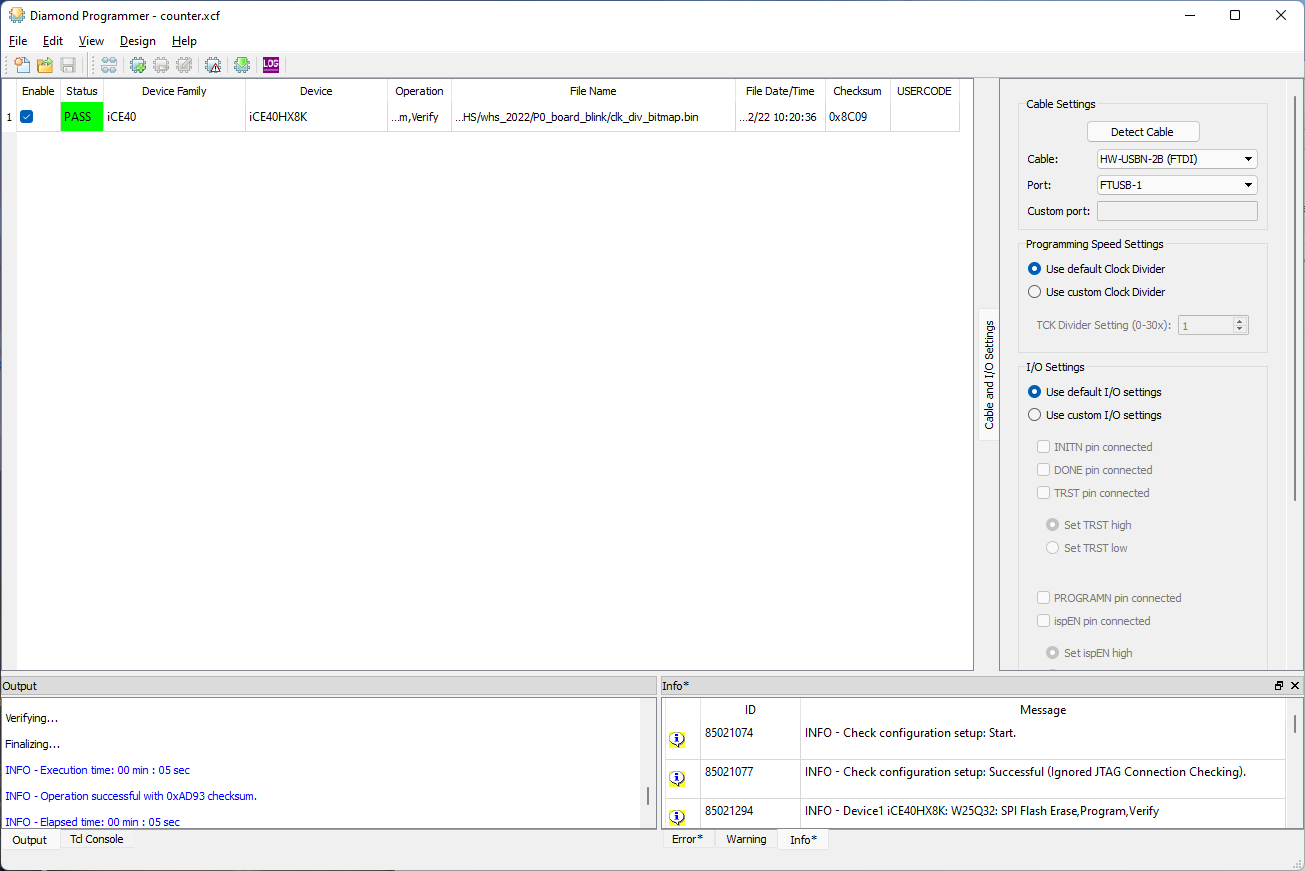 Diamond Programmer - counter.xcf
File Edit View Design Help
LOG
Enable Status Device Family Device Operation File Name File Date/Time Checksum USERCODE
1 PASS iCE40 iCE40HX8K ...m,Verify ...HS/whs_2022/P0_board_blink/clk_div_bitmap.bin ...2/22 10:20:36 0x8C09
Cable and I/O Settings
Cable Settings
Detect Cable
Cable: HW-USBN-2B (FTDI)
Port: FTUSB-1
Custom port:
Programming Speed Settings
Use default Clock Divider
Use custom Clock Divider
TCK Divider Setting (0-30x): 1
I/O Settings
Use default I/O settings
Use custom I/O settings
INITN pin connected
DONE pin connected
TRST pin connected
Set TRST high
Set TRST low
PROGRAMN pin connected
ispEN pin connected
Set ispEN high
Output
Verifying...
Finalizing...
INFO - Execution time: 00 min : 05 sec
INFO - Operation successful with 0xAD93 checksum.
INFO - Elapsed time: 00 min : 05 sec
Output Tcl Console
Info*
ID Message
85021074 INFO - Check configuration setup: Start.
85021077 INFO - Check configuration setup: Successful (Ignored JTAG Connection Checking).
85021294 INFO - Device1 iCE40HX8K: W25Q32: SPI Flash Erase,Program,Verify
Error* Warning Info*